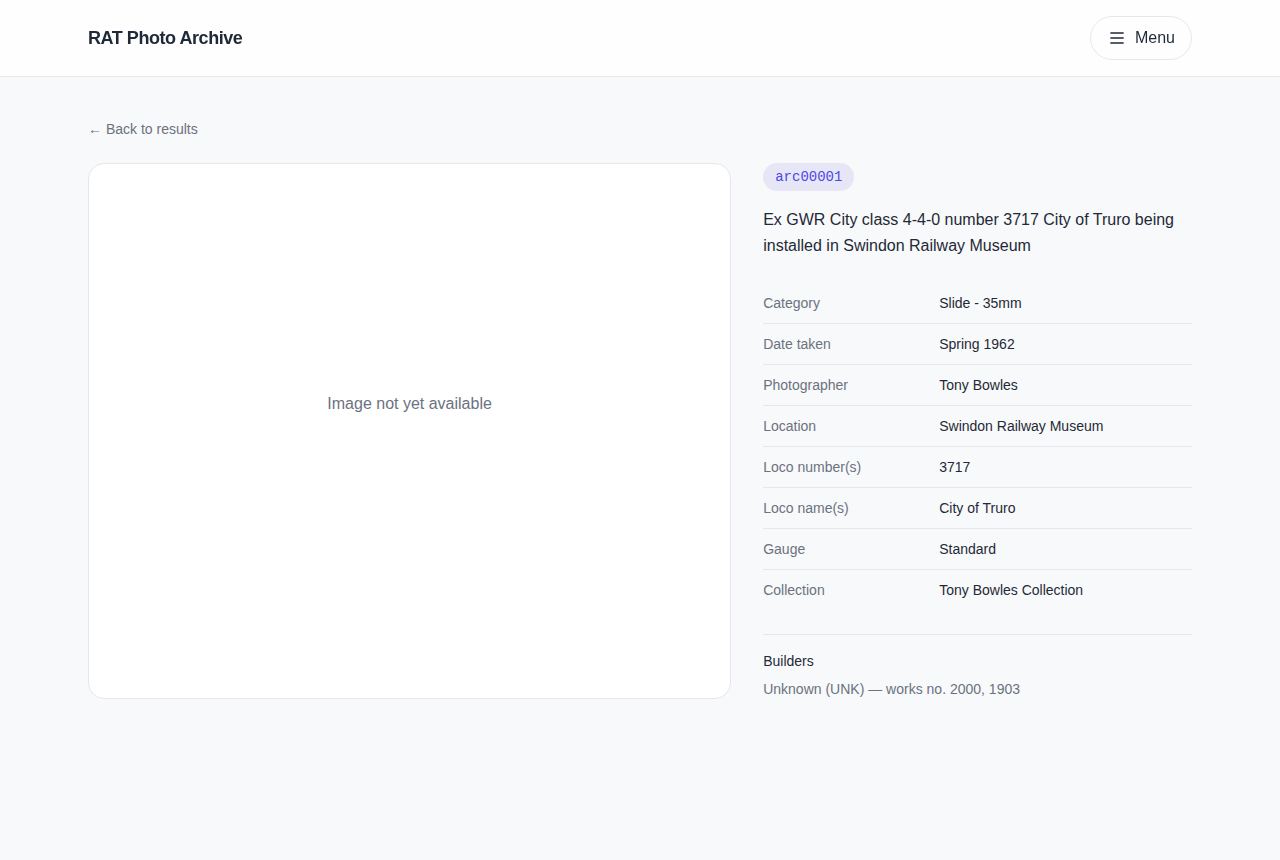 RAT Photo Archive
Menu
← Back to results
Image not yet available
arc00001
Ex GWR City class 4-4-0 number 3717 City of Truro being
installed in Swindon Railway Museum
Category Slide - 35mm
Date taken Spring 1962
Photographer Tony Bowles
Location Swindon Railway Museum
Loco number(s) 3717
Loco name(s) City of Truro
Gauge Standard
Collection Tony Bowles Collection
Builders
Unknown (UNK) — works no. 2000, 1903